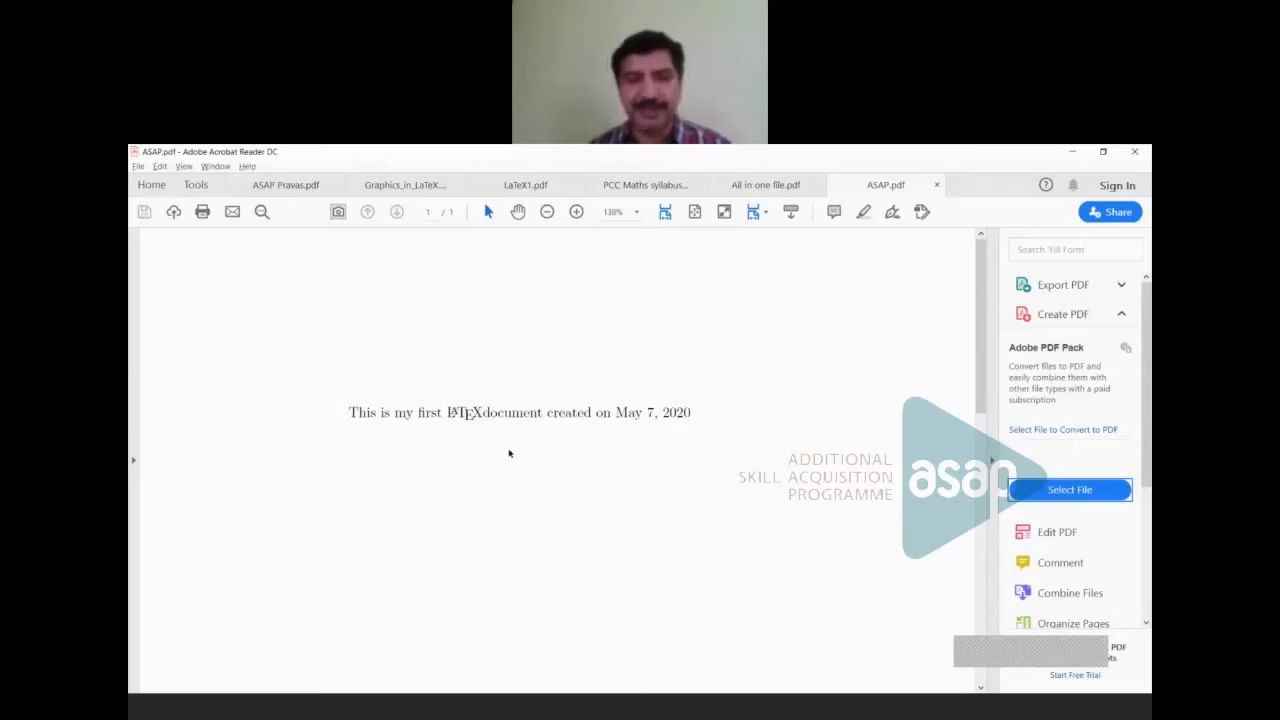 ASAP.pdf - Adobe Acrobat Reader DC
File Edit View Window Help
Home Tools ASAP Pravas.pdf Graphics_in_LaTeX.... LaTeX1.pdf PCC Maths syllabus... All in one file.pdf ASAP.pdf × Sign In
1 / 1 138% Share
Search 'Fill Form'
Export PDF
Create PDF
Adobe PDF Pack
Convert files to PDF and
easily combine them with
other file types with a paid
subscription
Select File to Convert to PDF
Select File
Edit PDF
Comment
Combine Files
Organize Pages
PDF
Start Free Trial
This is my first LATEXdocument created on May 7, 2020
ADDITIONAL
SKILL ACQUISITION
PROGRAMME
asap